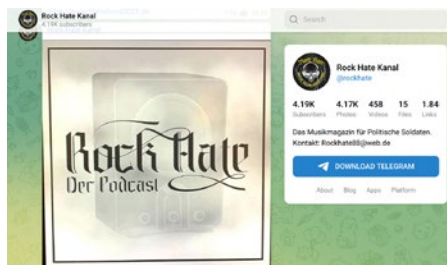 Rock Hate Kanal
4.19K subscribers
Search
Rock Hate
Der Podcast
Rock Hate Kanal
@rockhate
4.19K 4.17K 458 15 1.84
Subscribers Photos Videos Files Links
Das Musikmagazin für Politische Soldaten.
Kontakt: Rockhate88@web.de
DOWNLOAD TELEGRAM
About Blog Apps Platform